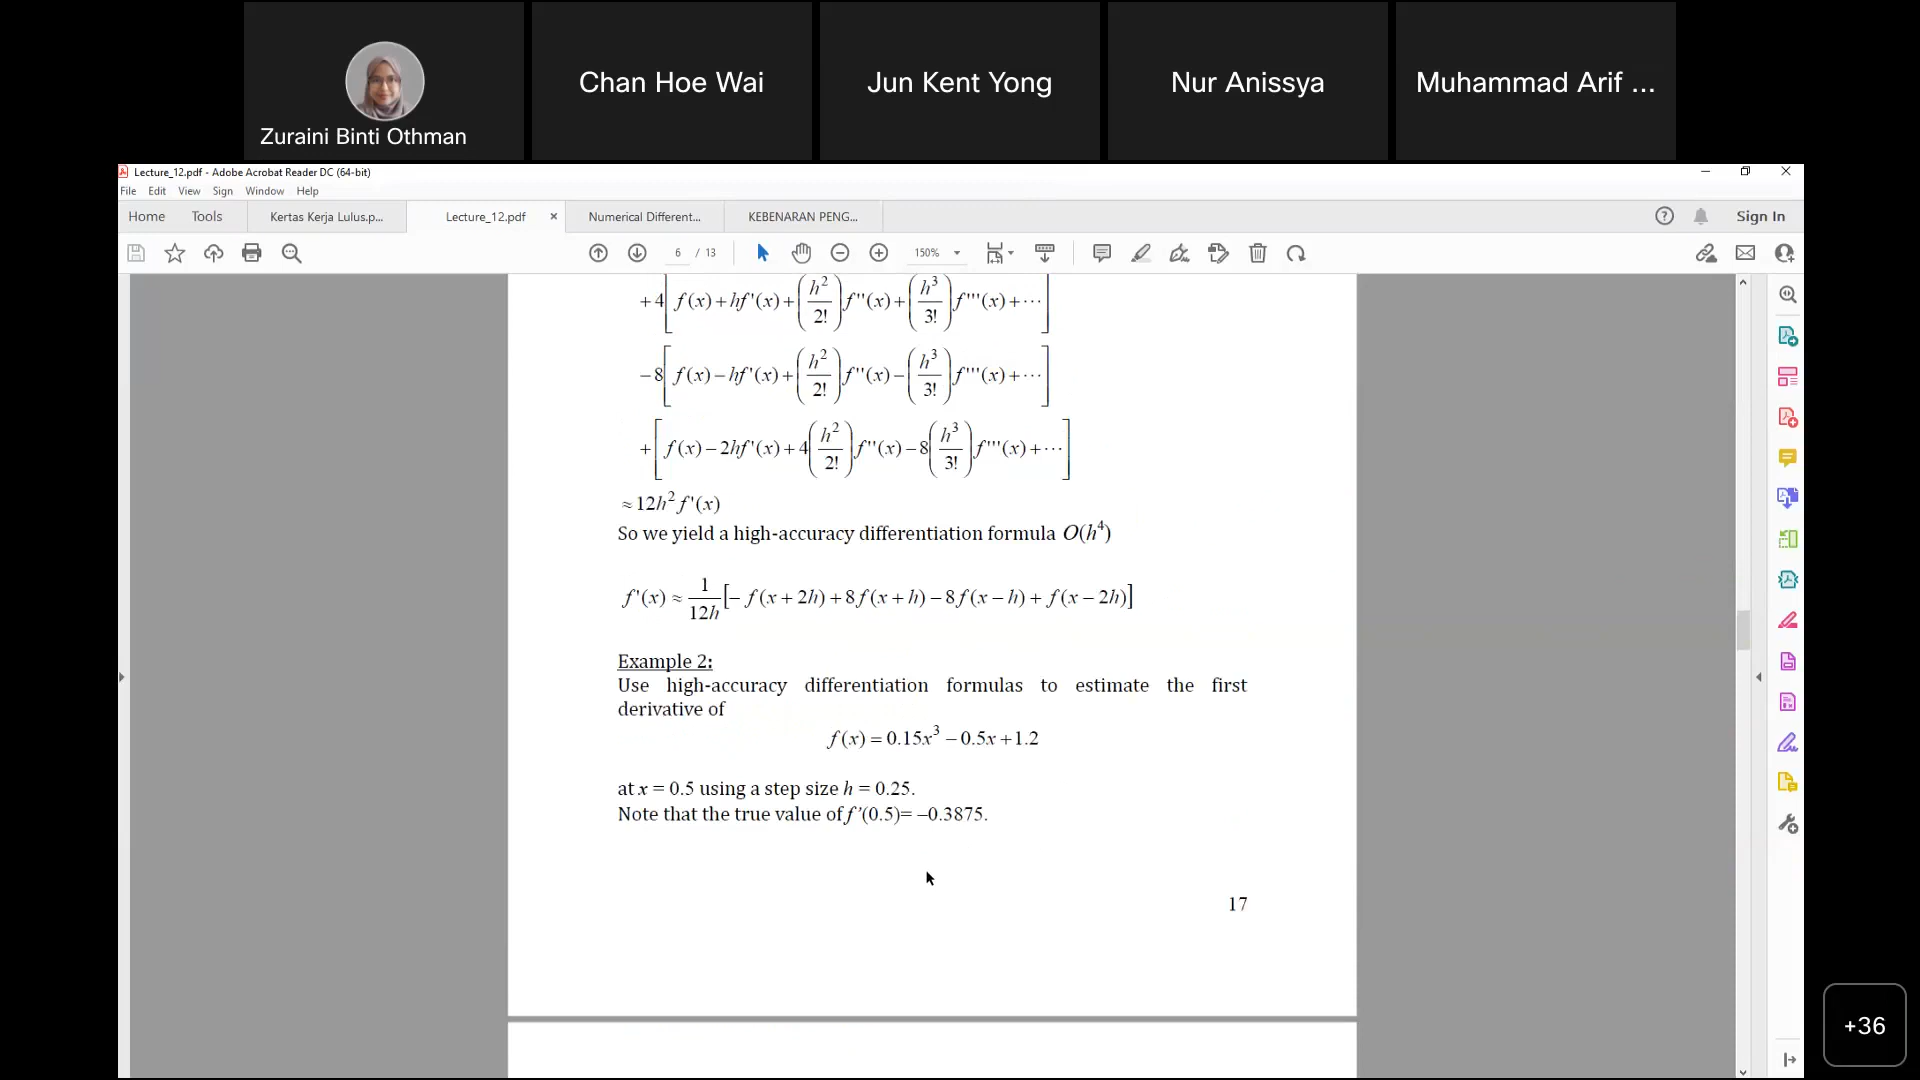 Zuraini Binti Othman
Chan Hoe Wai
Jun Kent Yong
Nur Anissya
Muhammad Arif ...
Lecture_12.pdf - Adobe Acrobat Reader DC (64-bit)
File Edit View Sign Window Help
Home Tools Kertas Kerja Lulus.p... Lecture_12.pdf × Numerical Different... KEBENARAN PENG... Sign In
6 / 13 150%
+4[f(x)+hf'(x)+(h²/2!)f''(x)+(h³/3!)f'''(x)+⋯]
−8[f(x)−hf'(x)+(h²/2!)f''(x)−(h³/3!)f'''(x)+⋯]
+[f(x)−2hf'(x)+4(h²/2!)f''(x)−8(h³/3!)f'''(x)+⋯]
≈12h² f'(x)
So we yield a high-accuracy differentiation formula O(h⁴)
f'(x) ≈ 1/12h [− f(x+2h)+8f(x+h)−8f(x−h)+f(x−2h)]
Example 2:
Use high-accuracy differentiation formulas to estimate the first
derivative of
f(x) = 0.15x³ −0.5x+1.2
at x = 0.5 using a step size h = 0.25.
Note that the true value of f'(0.5)= −0.3875.
17
+36